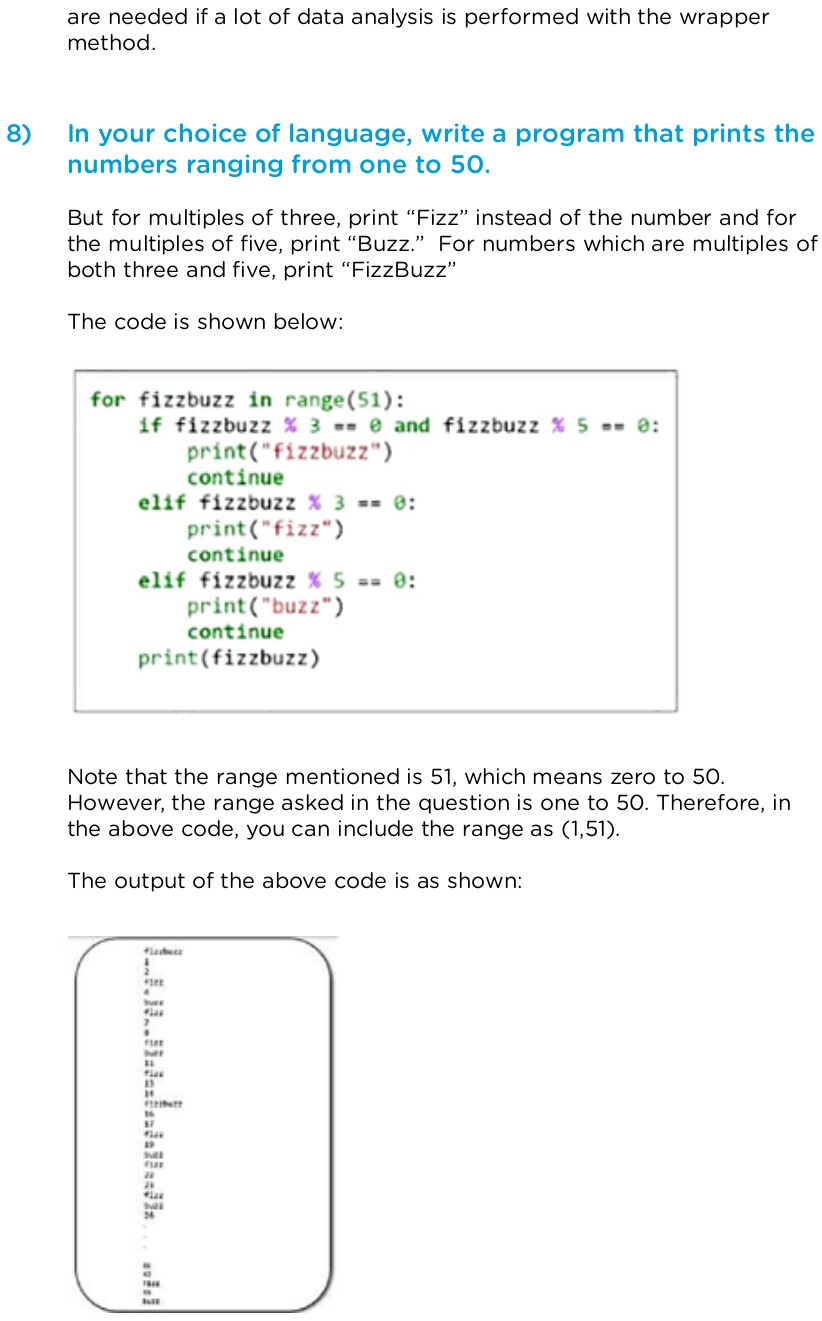 are needed if a lot of data analysis is performed with the wrapper
method.
8) In your choice of language, write a program that prints the
numbers ranging from one to 50.
But for multiples of three, print “Fizz” instead of the number and for
the multiples of five, print “Buzz.”  For numbers which are multiples of
both three and five, print “FizzBuzz”
The code is shown below:
for fizzbuzz in range(51):
    if fizzbuzz % 3 == 0 and fizzbuzz % 5 == 0:
        print("fizzbuzz")
        continue
    elif fizzbuzz % 3 == 0:
        print("fizz")
        continue
    elif fizzbuzz % 5 == 0:
        print("buzz")
        continue
    print(fizzbuzz)
Note that the range mentioned is 51, which means zero to 50.
However, the range asked in the question is one to 50. Therefore, in
the above code, you can include the range as (1,51).
The output of the above code is as shown:
fizzbuzz
1
2
fizz
4
buzz
fizz
7
8
fizz
buzz
11
fizz
13
14
fizzbuzz
16
17
fizz
19
buzz
fizz
22
23
fizz
buzz
26
.
.
.